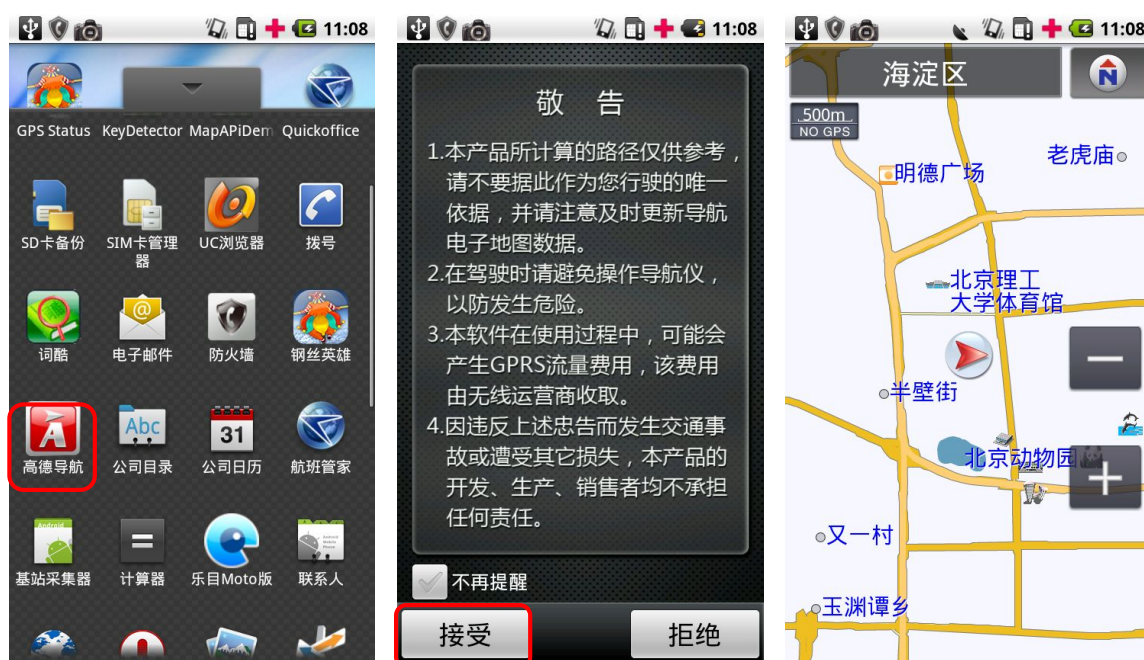 11:08
GPS Status KeyDetector MapAPiDem Quickoffice
SD卡备份 SIM卡管理器 UC浏览器 拨号
词酷 电子邮件 防火墙 钢丝英雄
Abc 31
高德导航 公司目录 公司日历 航班管家
Android
基站采集器 计算器 乐目Moto版 联系人
11:08
敬 告
1.本产品所计算的路径仅供参考，
请不要据此作为您行驶的唯一
依据，并请注意及时更新导航
电子地图数据。
2.在驾驶时请避免操作导航仪，
以防发生危险。
3.本软件在使用过程中，可能会
产生GPRS流量费用，该费用
由无线运营商收取。
4.因违反上述忠告而发生交通事
故或遭受其它损失，本产品的
开发、生产、销售者均不承担
任何责任。
不再提醒
接受 拒绝
11:08
海淀区 N
500m
NO GPS
老虎庙
明德广场
北京理工
大学体育馆
半壁街
北京动物园
又一村
玉渊谭乡